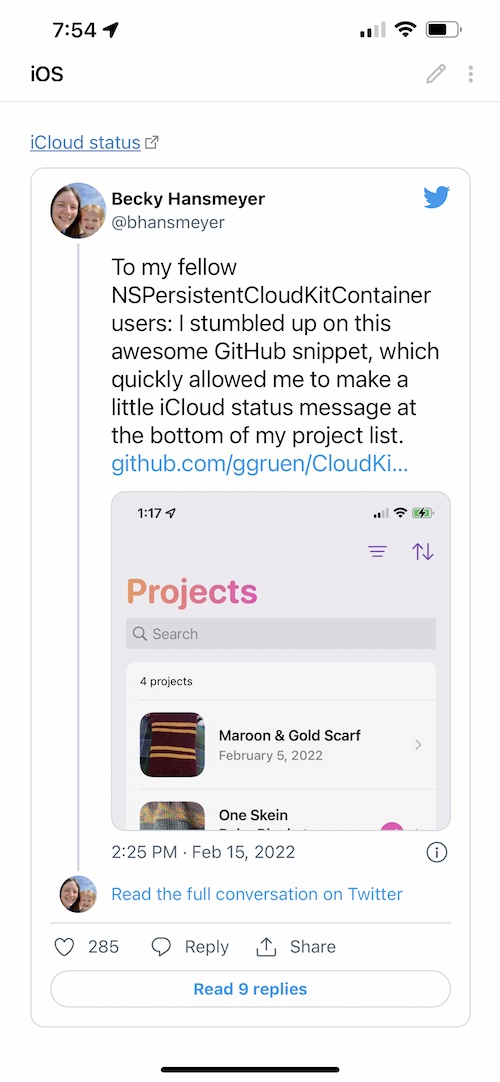 7:54
iOS
iCloud status
Becky Hansmeyer
@bhansmeyer
To my fellow
NSPersistentCloudKitContainer
users: I stumbled up on this
awesome GitHub snippet, which
quickly allowed me to make a
little iCloud status message at
the bottom of my project list.
github.com/ggruen/CloudKi...
1:17
Projects
Search
4 projects
Maroon & Gold Scarf
February 5, 2022
One Skein
2:25 PM · Feb 15, 2022
Read the full conversation on Twitter
285 Reply Share
Read 9 replies